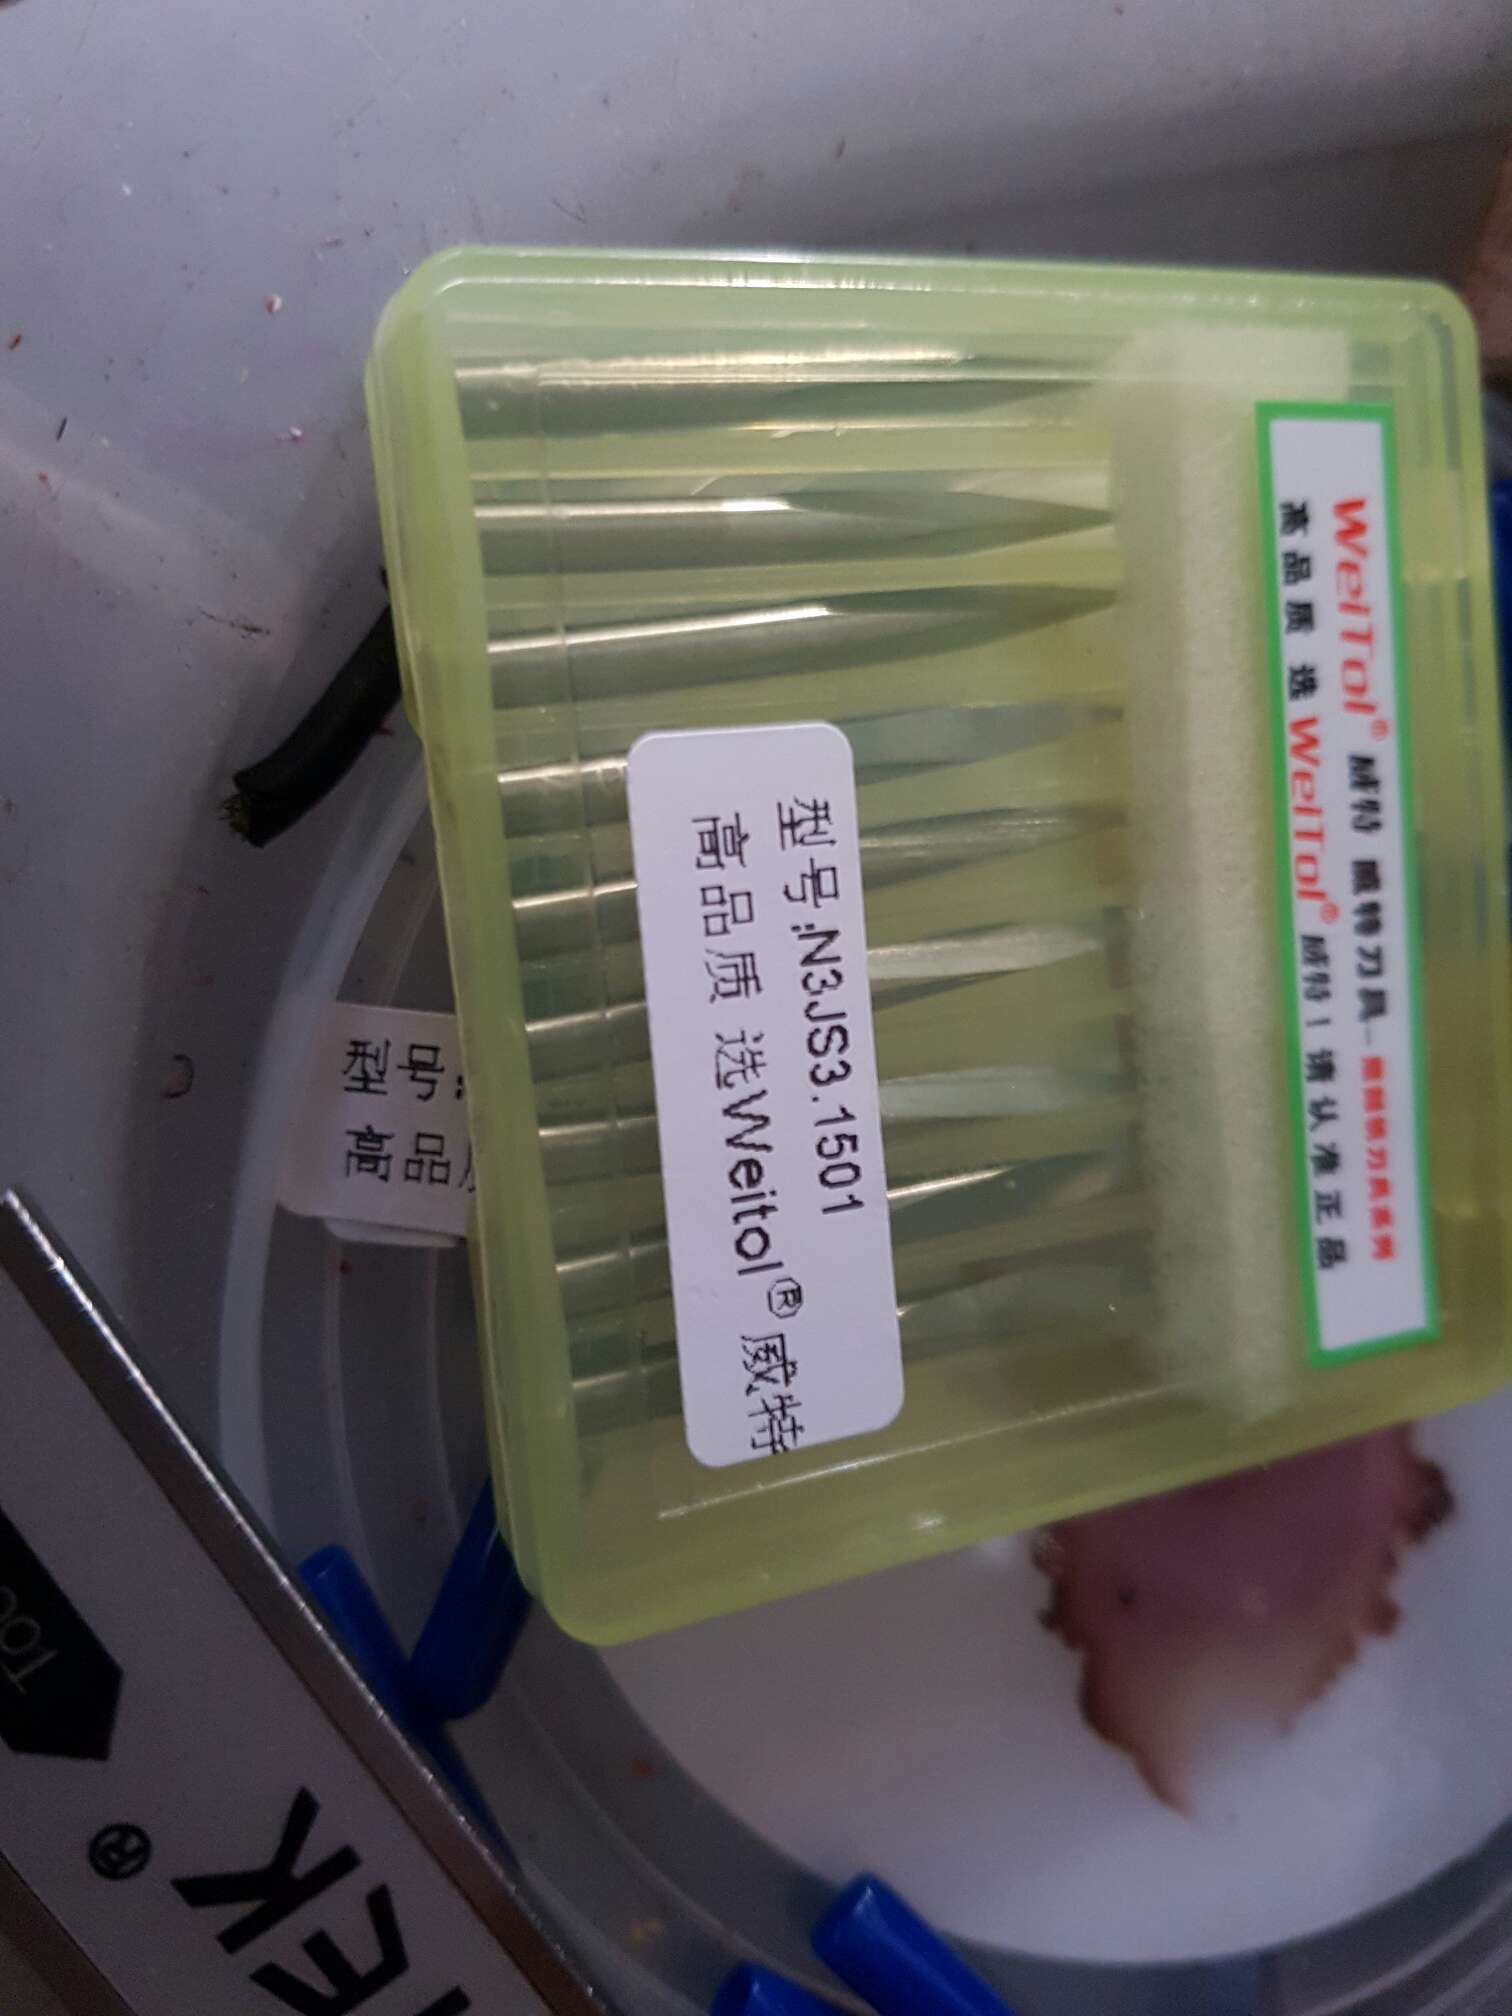 WeiTol® 威特 威特刀具
高品质 选 WeiTol® 威特！请认准正品
型号:N3JS3.1501
高品质 选Weitol®威特
型号:
高品
100
®